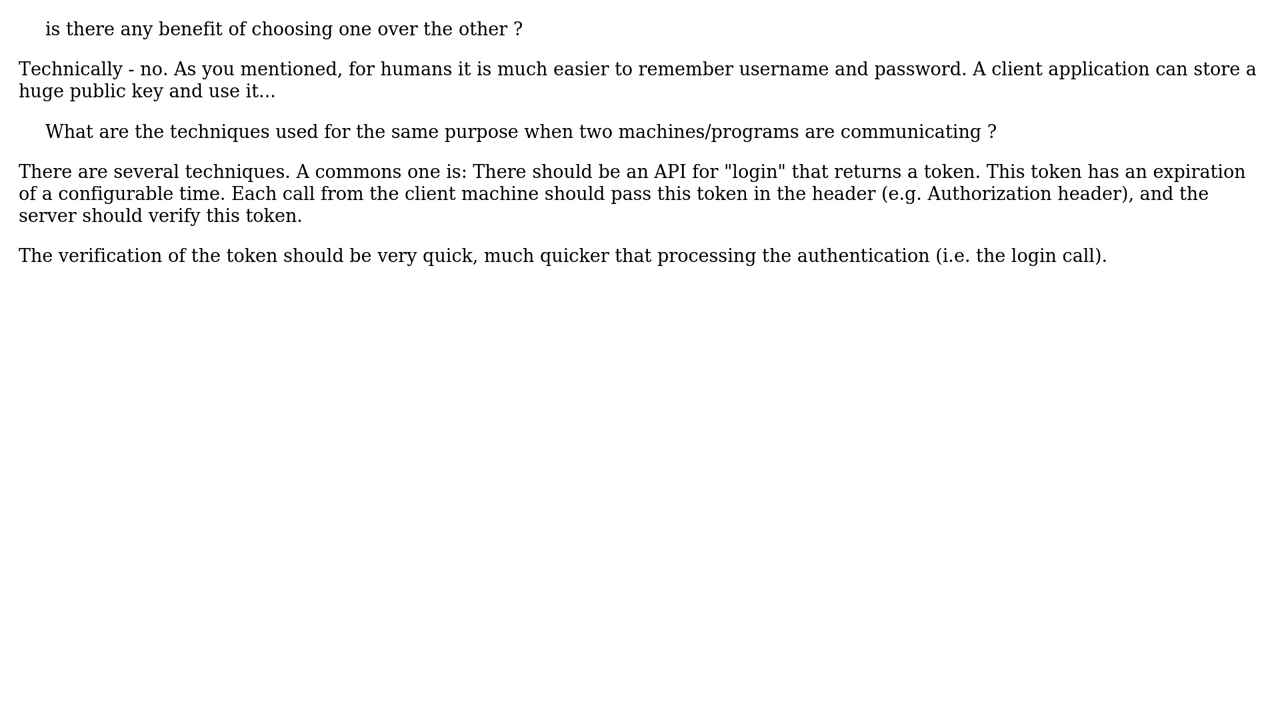 is there any benefit of choosing one over the other ?
Technically - no. As you mentioned, for humans it is much easier to remember username and password. A client application can store a
huge public key and use it...
What are the techniques used for the same purpose when two machines/programs are communicating ?
There are several techniques. A commons one is: There should be an API for "login" that returns a token. This token has an expiration
of a configurable time. Each call from the client machine should pass this token in the header (e.g. Authorization header), and the
server should verify this token.
The verification of the token should be very quick, much quicker that processing the authentication (i.e. the login call).